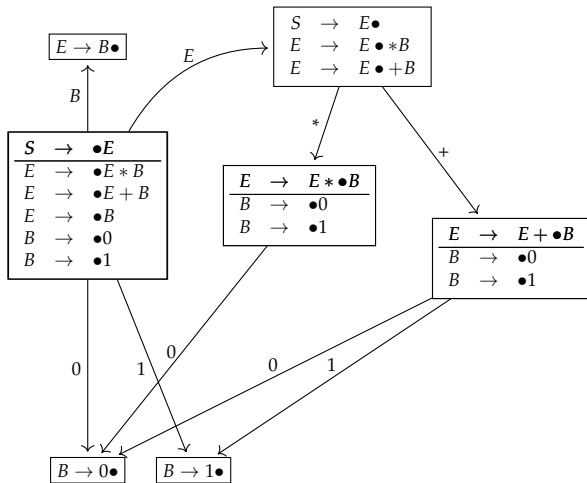 S → E●
E → E● *B
E → E● +B
E → B●
E
B
*
+
S → ●E
E → ●E * B
E → ●E + B
E → ●B
B → ●0
B → ●1
E → E * ●B
B → ●0
B → ●1
E → E + ●B
B → ●0
B → ●1
0
1
0
0
1
B → 0●
B → 1●